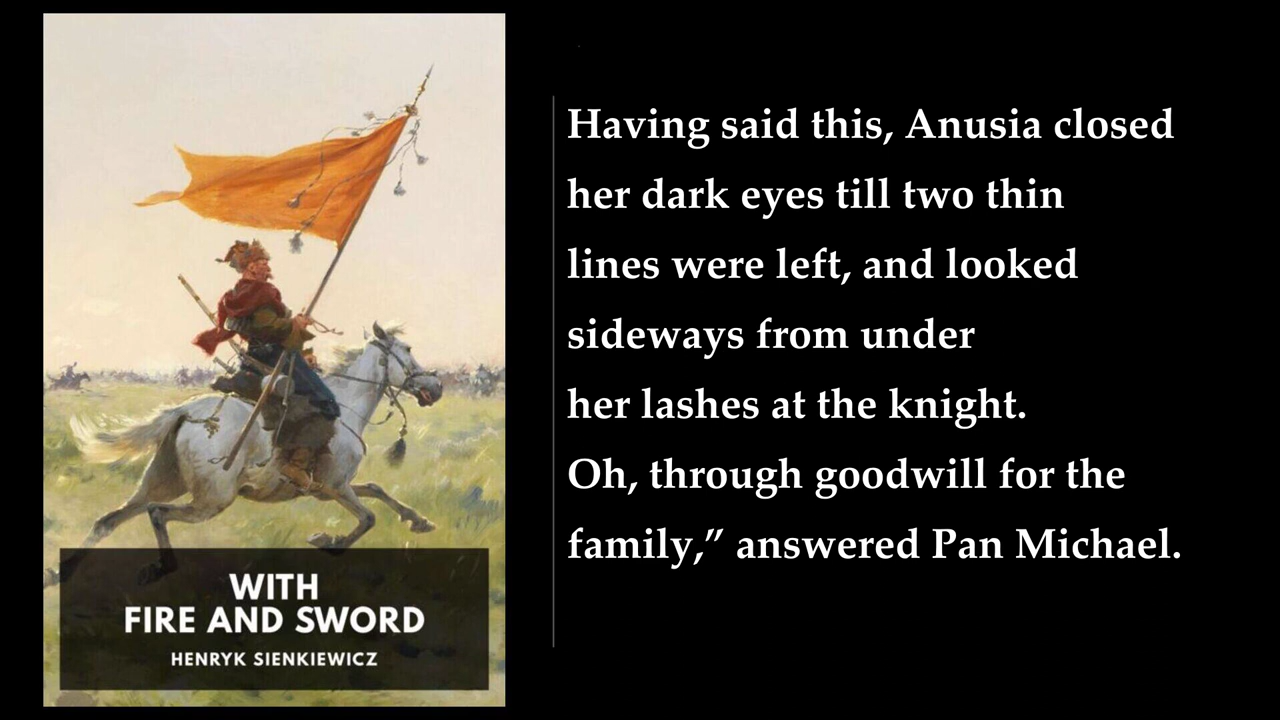 WITH
FIRE AND SWORD
HENRYK SIENKIEWICZ
Having said this, Anusia closed
her dark eyes till two thin
lines were left, and looked
sideways from under
her lashes at the knight.
Oh, through goodwill for the
family,” answered Pan Michael.